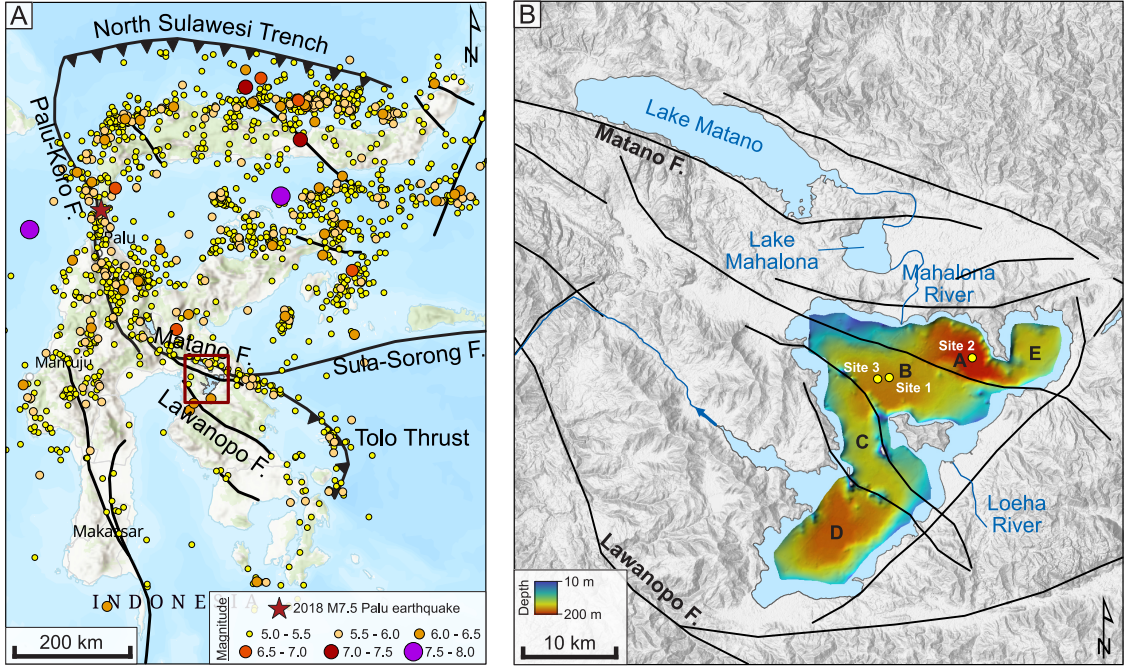 A
North Sulawesi Trench
N
Palu-Koro F.
Palu
Matano F.
Mamuju
Sula-Sorong F.
Lawanopo F.
Tolo Thrust
Makassar
INDONESIA
200 km
Magnitude
2018 M7.5 Palu earthquake
5.0 - 5.5
5.5 - 6.0
6.0 - 6.5
6.5 - 7.0
7.0 - 7.5
7.5 - 8.0
B
Lake Matano
Matano F.
Lake
Mahalona
Mahalona
River
Site 2
A
E
Site 3
B
Site 1
C
D
Loeha
River
Lawanopo F.
Depth
10 m
200 m
10 km
N